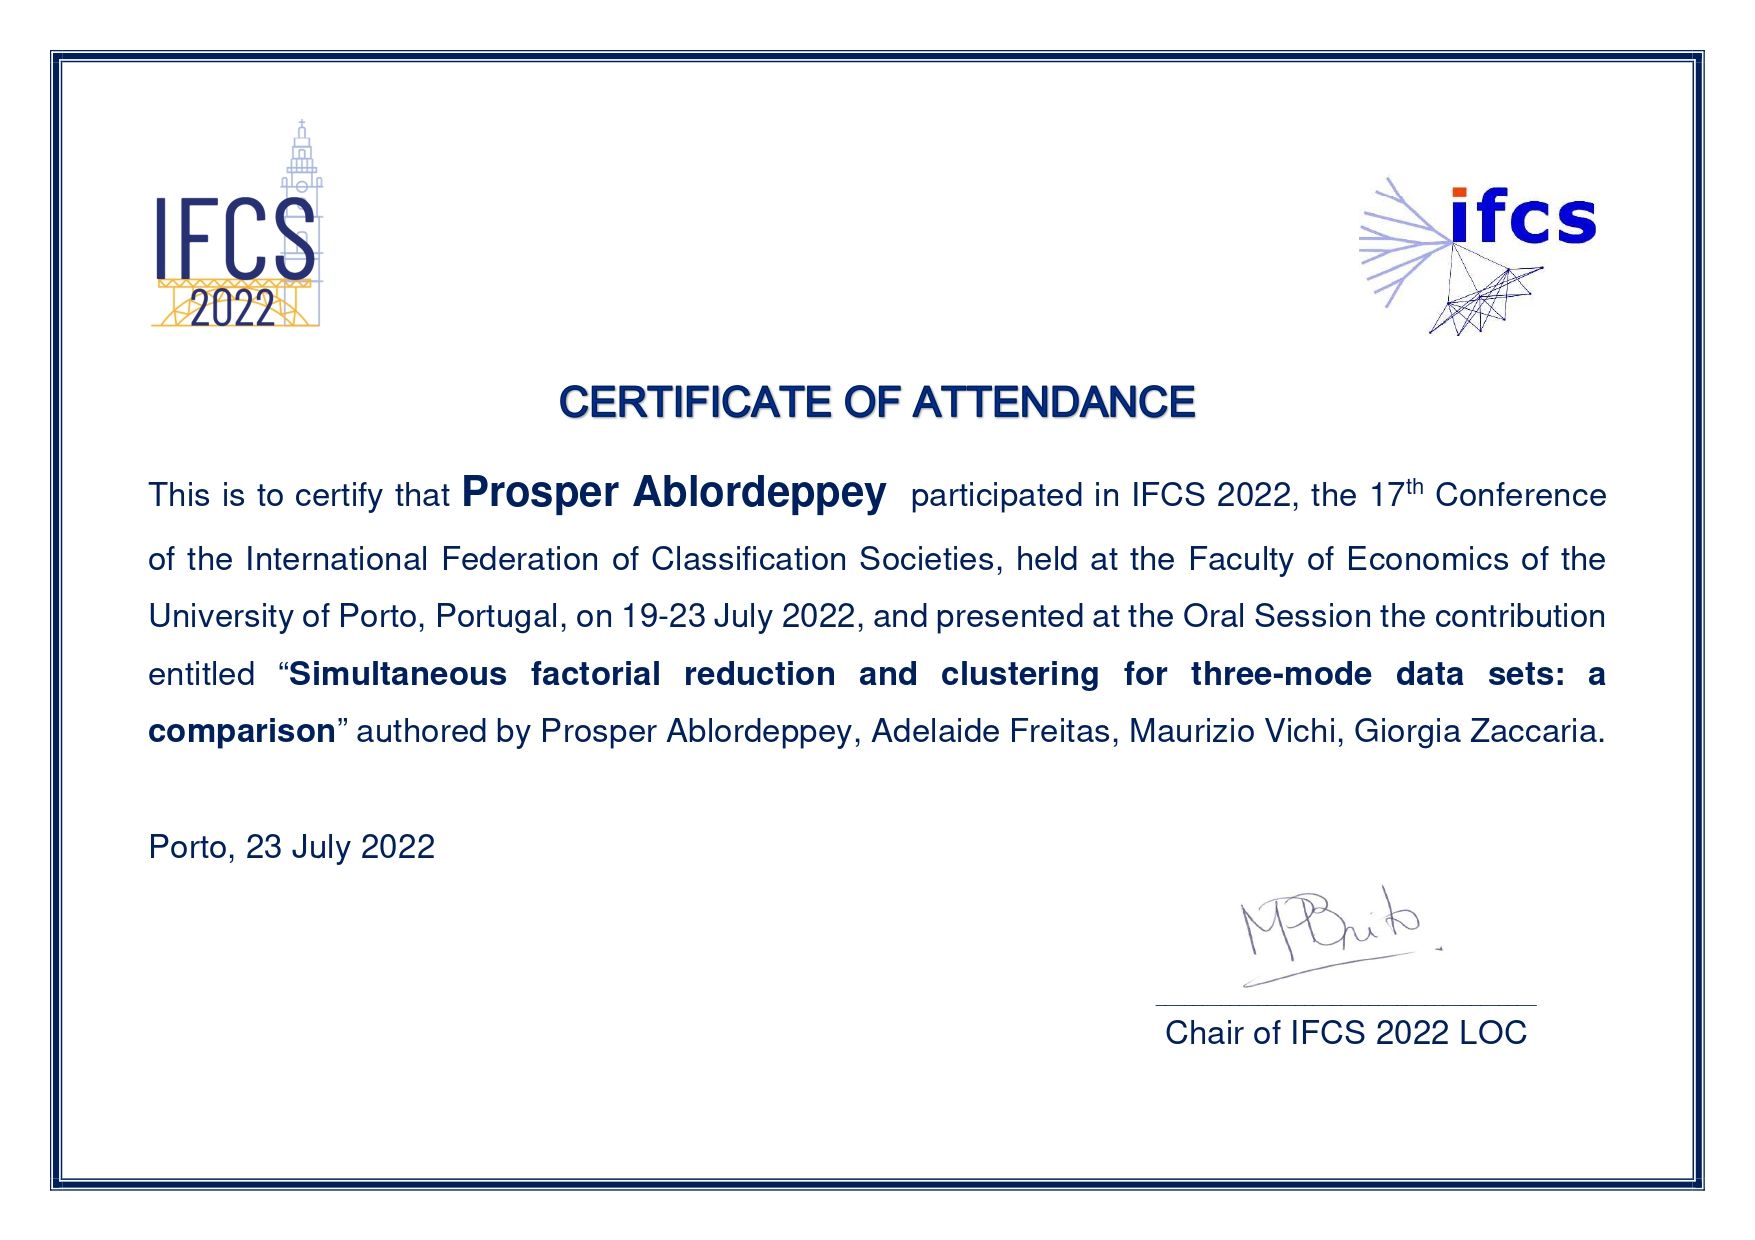 IFCS
2022
ifcs
CERTIFICATE OF ATTENDANCE
This is to certify that Prosper Ablordeppey participated in IFCS 2022, the 17th Conference
of the International Federation of Classification Societies, held at the Faculty of Economics of the
University of Porto, Portugal, on 19-23 July 2022, and presented at the Oral Session the contribution
entitled “Simultaneous factorial reduction and clustering for three-mode data sets: a
comparison” authored by Prosper Ablordeppey, Adelaide Freitas, Maurizio Vichi, Giorgia Zaccaria.
Porto, 23 July 2022
MPBrito
Chair of IFCS 2022 LOC